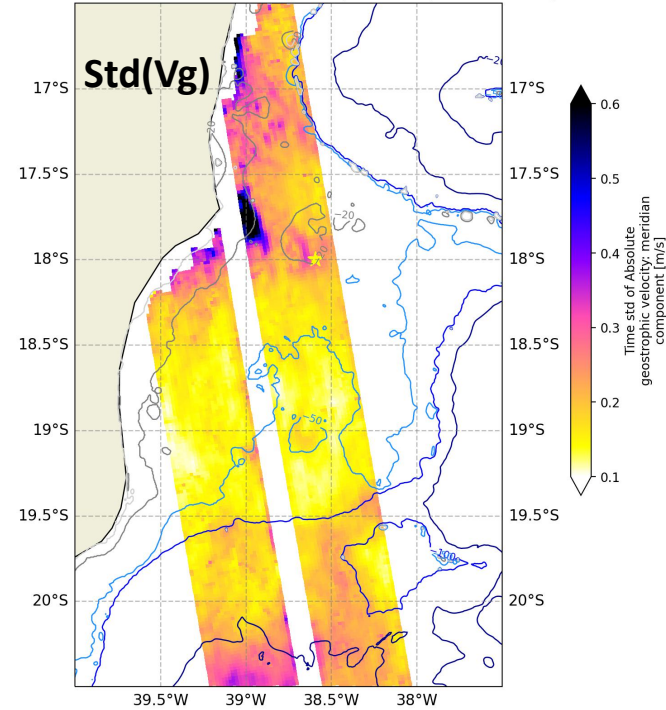 Std(Vg)
17°S
17.5°S
18°S
18.5°S
19°S
19.5°S
20°S
17°S
17.5°S
18°S
18.5°S
19°S
19.5°S
20°S
39.5°W
39°W
38.5°W
38°W
−20
−20
−50
−100
0.6
0.5
0.4
0.3
0.2
0.1
Time std of Absolute
geostrophic velocity: meridian
component [m/s]